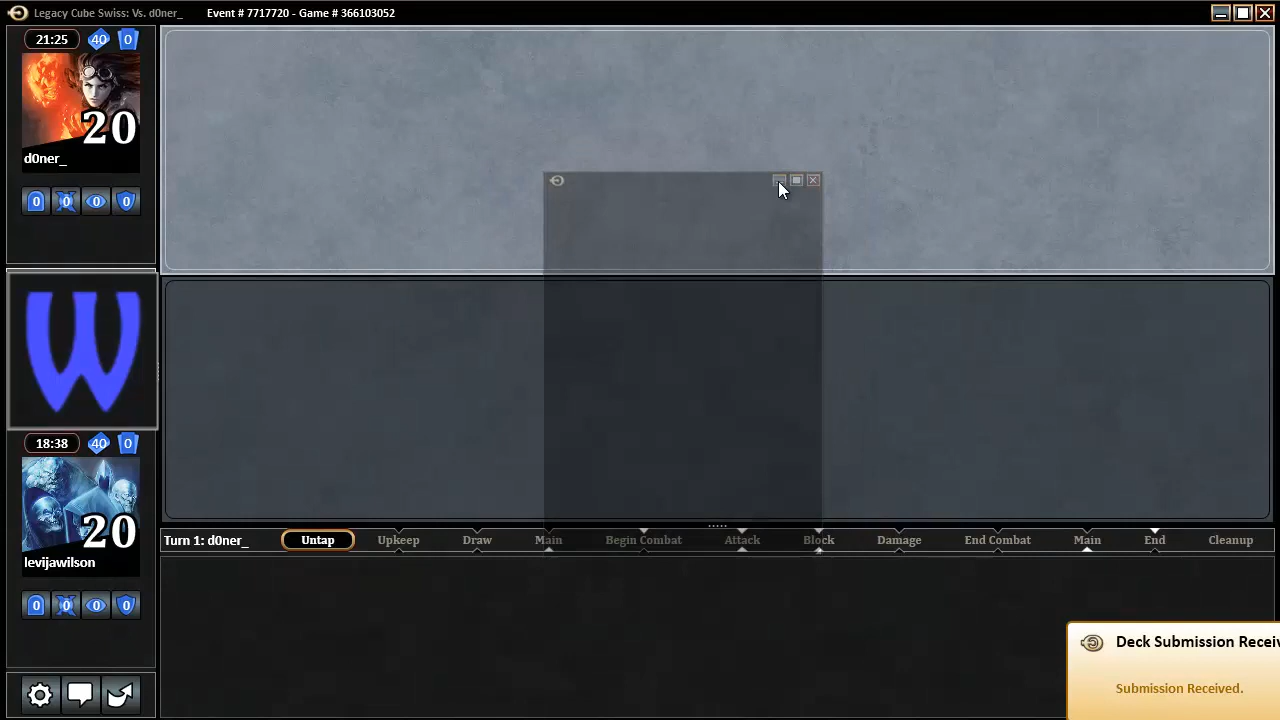 Legacy Cube Swiss: Vs. d0ner_ Event # 7717720 - Game # 366103052
21:25 40 0
20
d0ner_
0 0 0 0
W
18:38 40 0
20
levijawilson
0 0 0 0
Turn 1: d0ner_ Untap Upkeep Draw Main Begin Combat Attack Block Damage End Combat Main End Cleanup
Deck Submission Recei
Submission Received.